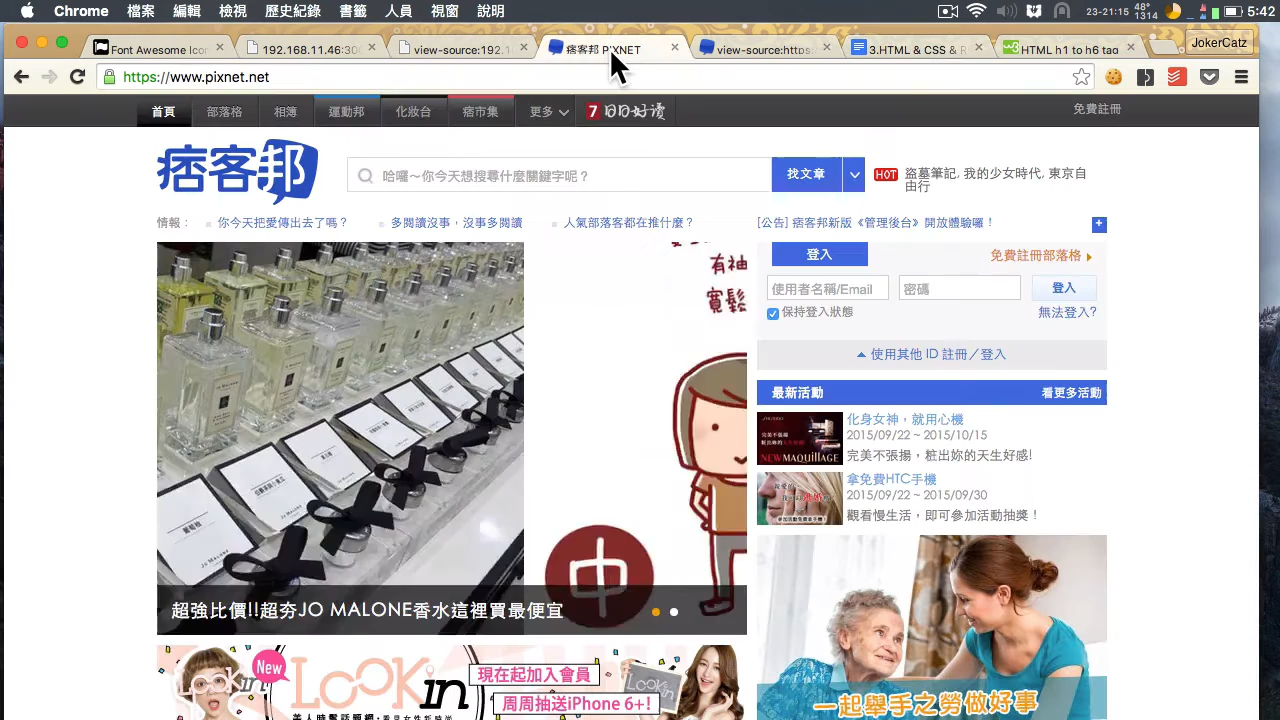 Chrome 檔案 編輯 檢視 歷史紀錄 書籤 人員 視窗 說明
23-21:15
48%
1314
5:42
Font Awesome Icon
192.168.11.46:300
view-source:192.1
痞客邦 PIXNET
view-source:https:
3.HTML & CSS & R
HTML h1 to h6 tag
JokerCatz
https://www.pixnet.net
首頁 部落格 相簿 運動邦 化妝台 痞市集 更多
免費註冊
痞客邦
哈囉～你今天想搜尋什麼關鍵字呢？
找文章
HOT 盜墓筆記, 我的少女時代, 東京自
由行
情報： 你今天把愛傳出去了嗎？ 多閱讀沒事，沒事多閱讀 人氣部落客都在推什麼？
[公告] 痞客邦新版《管理後台》開放體驗囉！
+
登入 免費註冊部落格
使用者名稱/Email 密碼 登入
保持登入狀態 無法登入?
使用其他 ID 註冊／登入
最新活動 看更多活動
化身女神，就用心機
2015/09/22 ~ 2015/10/15
完美不張揚，粧出妳的天生好感!
NEW MAQuillAGE
拿免費HTC手機
2015/09/22 ~ 2015/09/30
觀看慢生活，即可參加活動抽獎！
有袖
寬鬆
中
JO MALONE
超強比價!!超夯JO MALONE香水這裡買最便宜
New
LOOKin
現在起加入會員
周周抽送iPhone 6+!
一起舉手之勞做好事